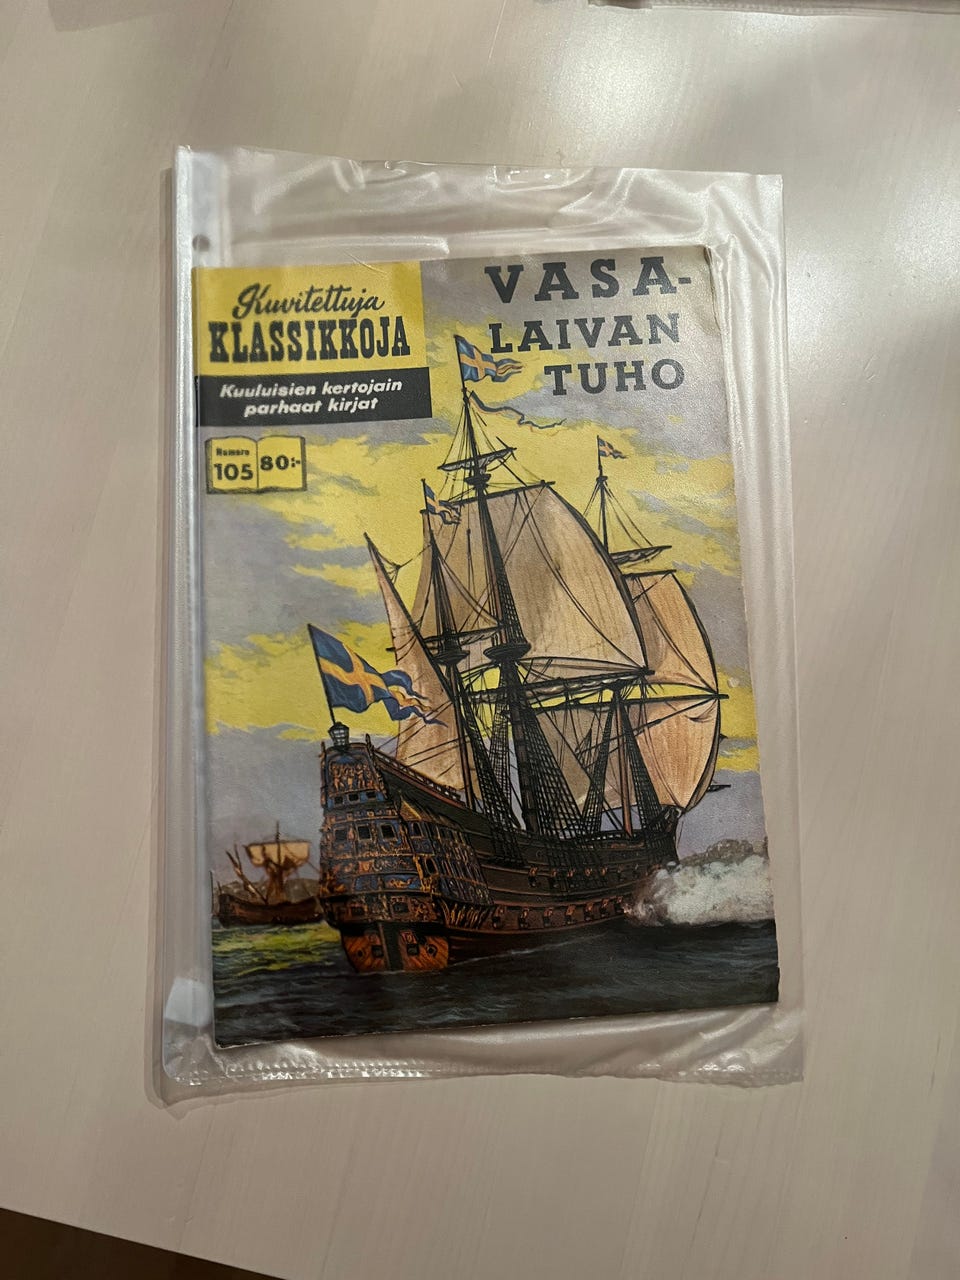 Kuvitettuja
KLASSIKKOJA
Kuuluisien kertojain
parhaat kirjat
Numero
105
80:-
VASA-
LAIVAN
TUHO